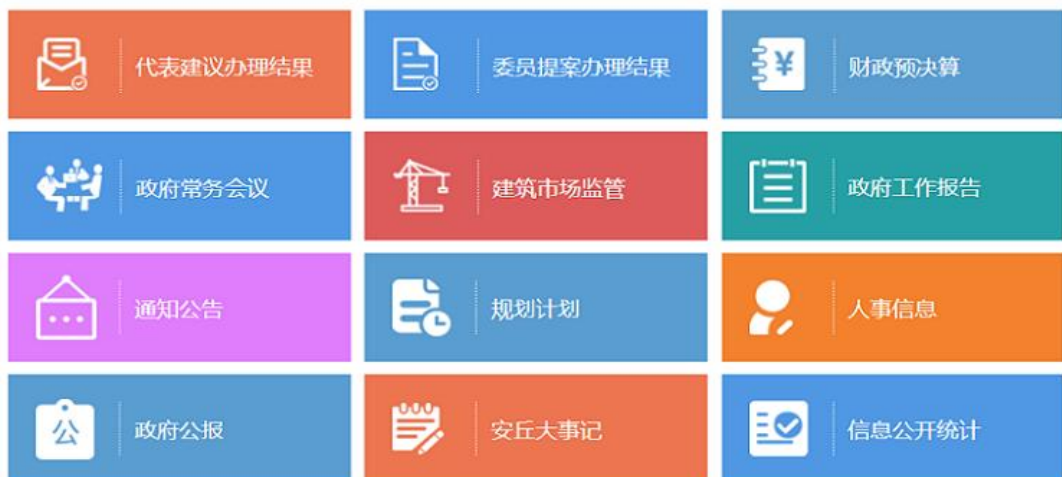 代表建议办理结果
委员提案办理结果
¥
财政预决算
政府常务会议
建筑市场监管
政府工作报告
通知公告
规划计划
人事信息
公
政府公报
安丘大事记
信息公开统计